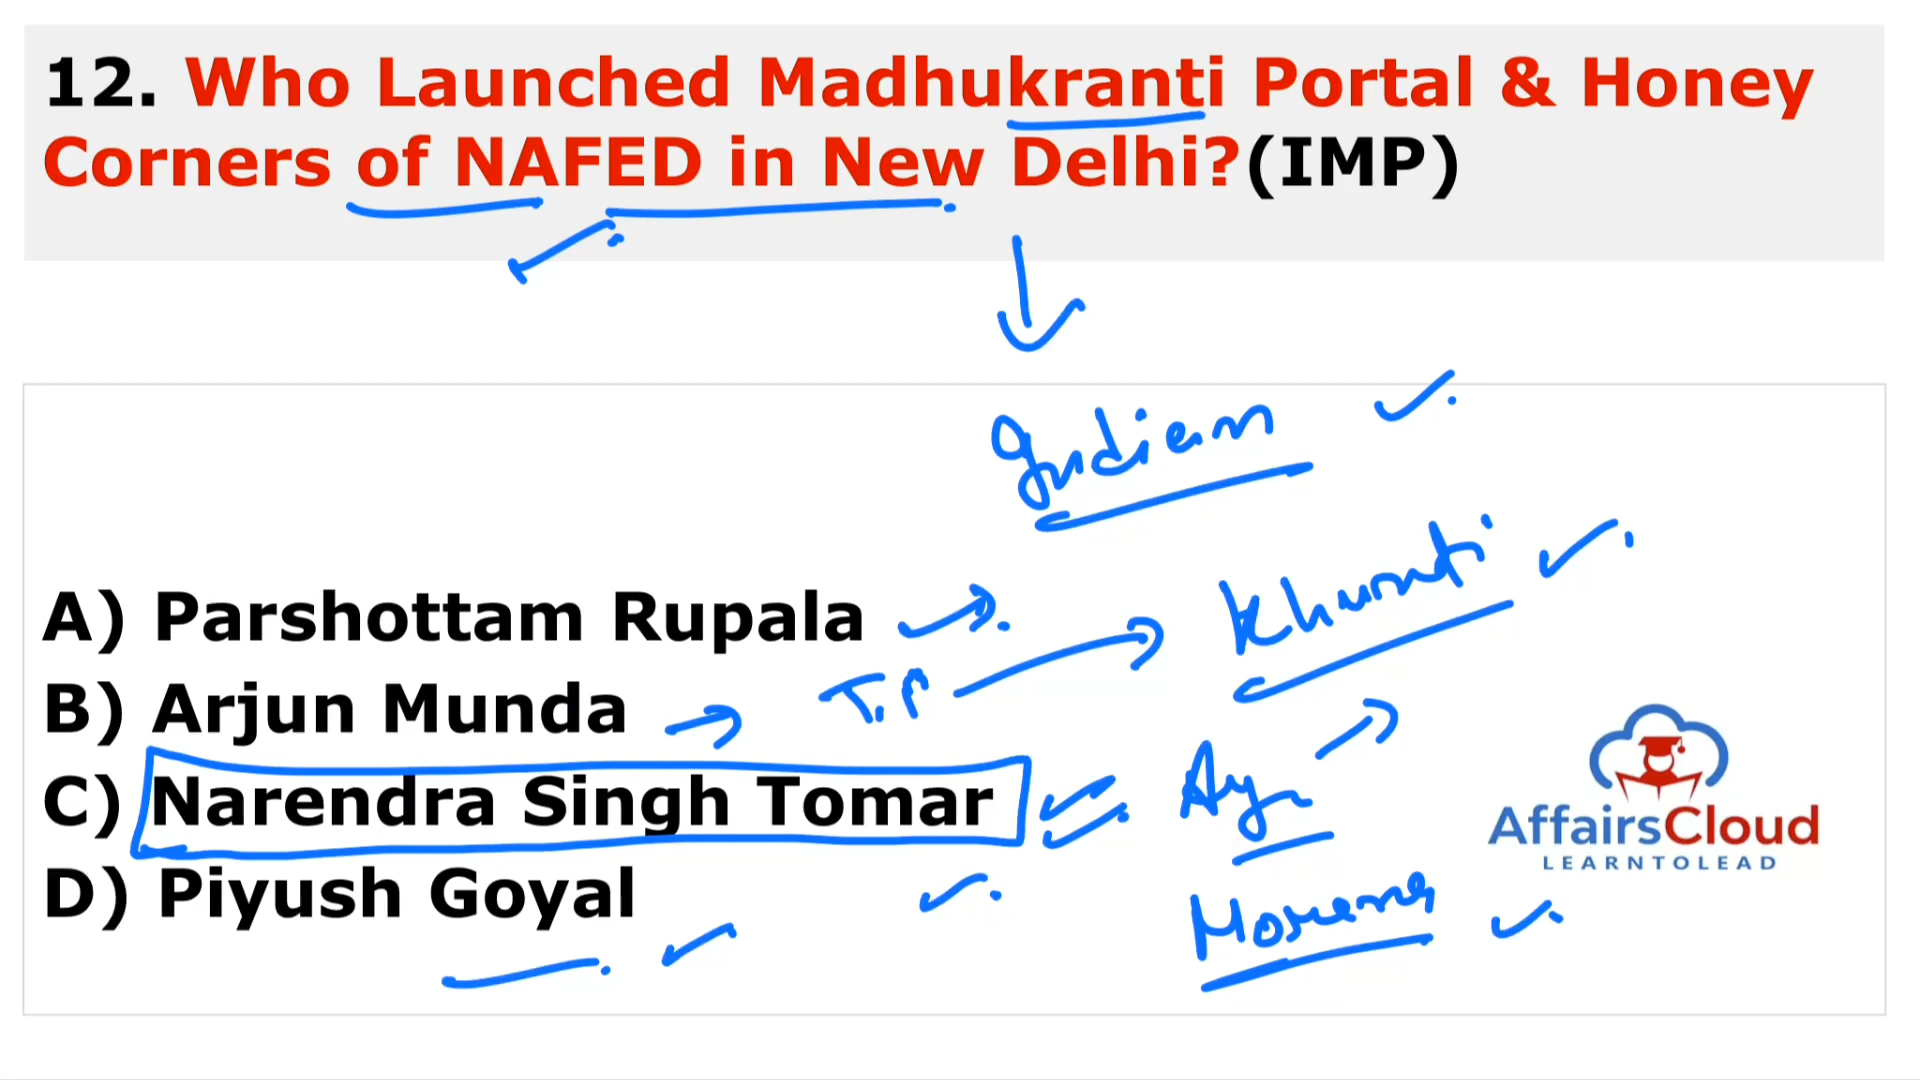 12. Who Launched Madhukranti Portal & Honey
Corners of NAFED in New Delhi?(IMP)
Indian
Khunti
A) Parshottam Rupala
T.A
B) Arjun Munda
C) Narendra Singh Tomar
Morena
D) Piyush Goyal
AffairsCloud
LEARNTOLEAD